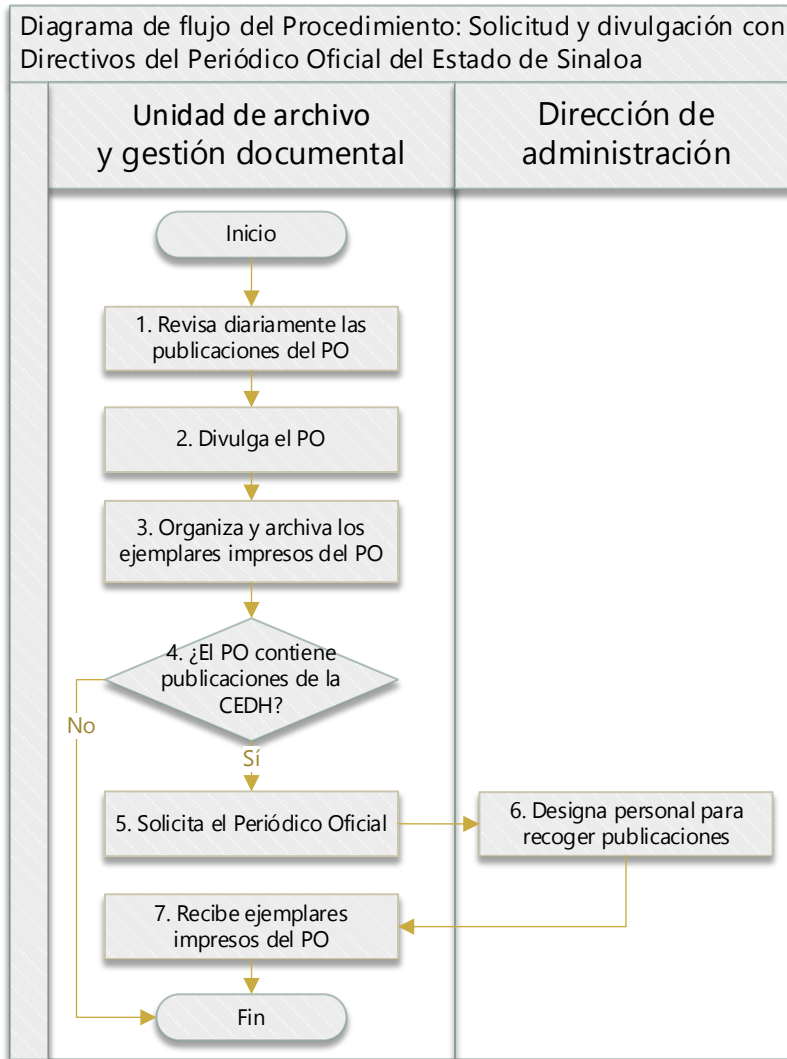 Diagrama de flujo del Procedimiento: Solicitud y divulgación con
Directivos del Periódico Oficial del Estado de Sinaloa
Unidad de archivo
y gestión documental
Dirección de
administración
Inicio
1. Revisa diariamente las
publicaciones del PO
2. Divulga el PO
3. Organiza y archiva los
ejemplares impresos del PO
4. ¿El PO contiene
publicaciones de la
CEDH?
No
Sí
5. Solicita el Periódico Oficial
6. Designa personal para
recoger publicaciones
7. Recibe ejemplares
impresos del PO
Fin